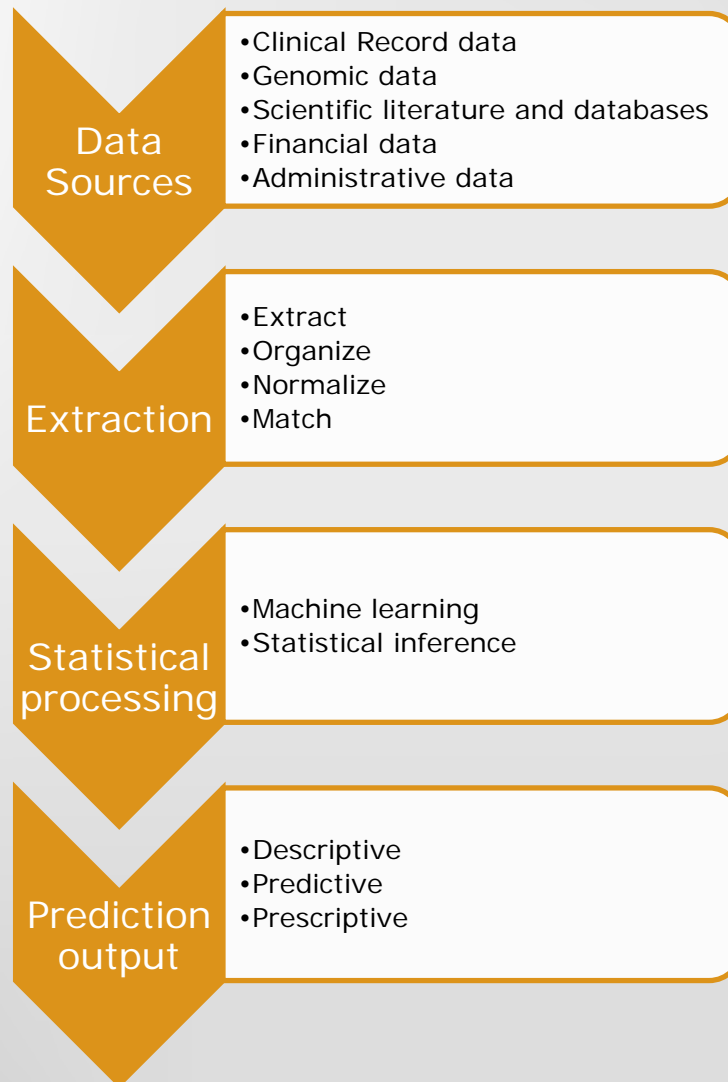 Data
Sources
•Clinical Record data
•Genomic data
•Scientific literature and databases
•Financial data
•Administrative data
Extraction
•Extract
•Organize
•Normalize
•Match
Statistical
processing
•Machine learning
•Statistical inference
Prediction
output
•Descriptive
•Predictive
•Prescriptive